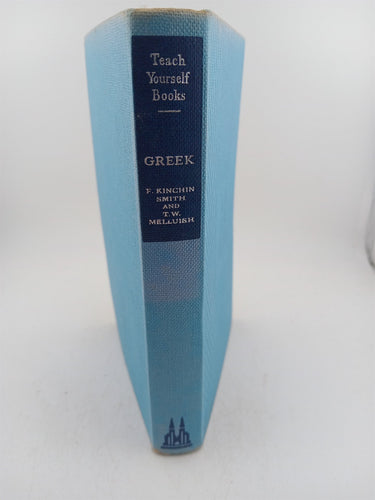 Teach
Yourself
Books
GREEK
F. KINCHIN
SMITH
AND
T. W.
MELLUISH